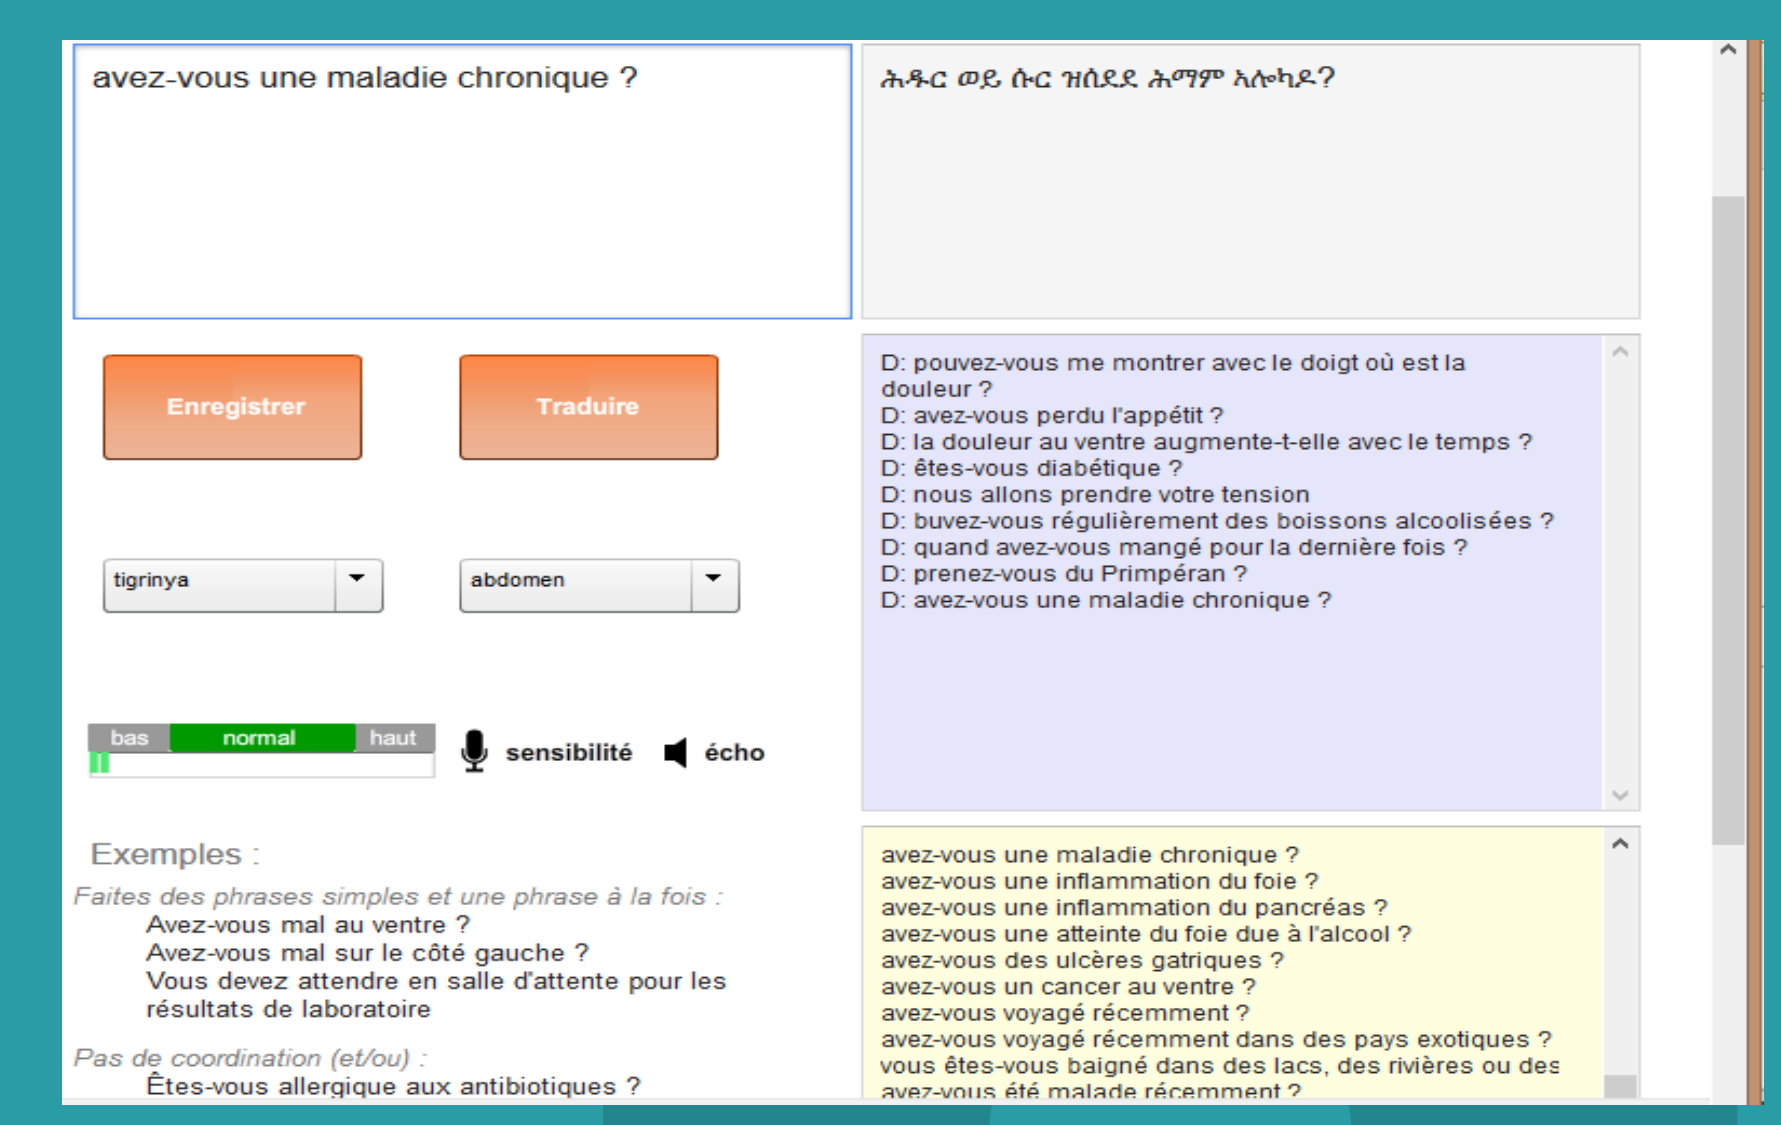 avez-vous une maladie chronique ?
ሕዱር ወይ ሱር ዝሰደደ ሕማም ኣሎካዶ?
Enregistrer
Traduire
tigrinya
abdomen
bas normal haut
sensibilité
écho
D: pouvez-vous me montrer avec le doigt où est la
douleur ?
D: avez-vous perdu l'appétit ?
D: la douleur au ventre augmente-t-elle avec le temps ?
D: êtes-vous diabétique ?
D: nous allons prendre votre tension
D: buvez-vous régulièrement des boissons alcoolisées ?
D: quand avez-vous mangé pour la dernière fois ?
D: prenez-vous du Primpéran ?
D: avez-vous une maladie chronique ?
Exemples :
Faites des phrases simples et une phrase à la fois :
Avez-vous mal au ventre ?
Avez-vous mal sur le côté gauche ?
Vous devez attendre en salle d'attente pour les
résultats de laboratoire
Pas de coordination (et/ou) :
Êtes-vous allergique aux antibiotiques ?
avez-vous une maladie chronique ?
avez-vous une inflammation du foie ?
avez-vous une inflammation du pancréas ?
avez-vous une atteinte du foie due à l'alcool ?
avez-vous des ulcères gatriques ?
avez-vous un cancer au ventre ?
avez-vous voyagé récemment ?
avez-vous voyagé récemment dans des pays exotiques ?
vous êtes-vous baigné dans des lacs, des rivières ou des
avez-vous été malade récemment ?